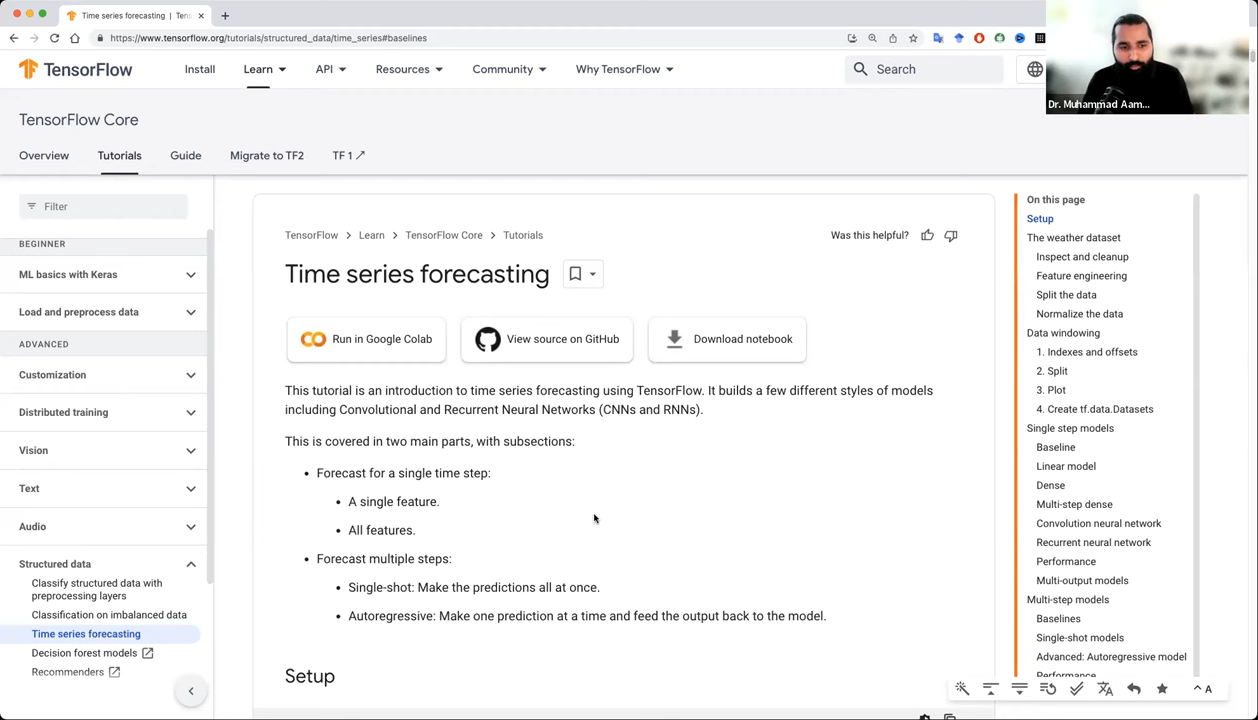 Time series forecasting | Tens
https://www.tensorflow.org/tutorials/structured_data/time_series#baselines
TensorFlow
Install
Learn
API
Resources
Community
Why TensorFlow
Search
Dr. Muhammad Aam...
TensorFlow Core
Overview
Tutorials
Guide
Migrate to TF2
TF 1
Filter
BEGINNER
ML basics with Keras
Load and preprocess data
ADVANCED
Customization
Distributed training
Vision
Text
Audio
Structured data
Classify structured data with
preprocessing layers
Classification on imbalanced data
Time series forecasting
Decision forest models
Recommenders
TensorFlow > Learn > TensorFlow Core > Tutorials
Was this helpful?
Time series forecasting
Run in Google Colab
View source on GitHub
Download notebook
This tutorial is an introduction to time series forecasting using TensorFlow. It builds a few different styles of models
including Convolutional and Recurrent Neural Networks (CNNs and RNNs).
This is covered in two main parts, with subsections:
• Forecast for a single time step:
• A single feature.
• All features.
• Forecast multiple steps:
• Single-shot: Make the predictions all at once.
• Autoregressive: Make one prediction at a time and feed the output back to the model.
Setup
On this page
Setup
The weather dataset
Inspect and cleanup
Feature engineering
Split the data
Normalize the data
Data windowing
1. Indexes and offsets
2. Split
3. Plot
4. Create tf.data.Datasets
Single step models
Baseline
Linear model
Dense
Multi-step dense
Convolution neural network
Recurrent neural network
Performance
Multi-output models
Multi-step models
Baselines
Single-shot models
Advanced: Autoregressive model
Performance
A